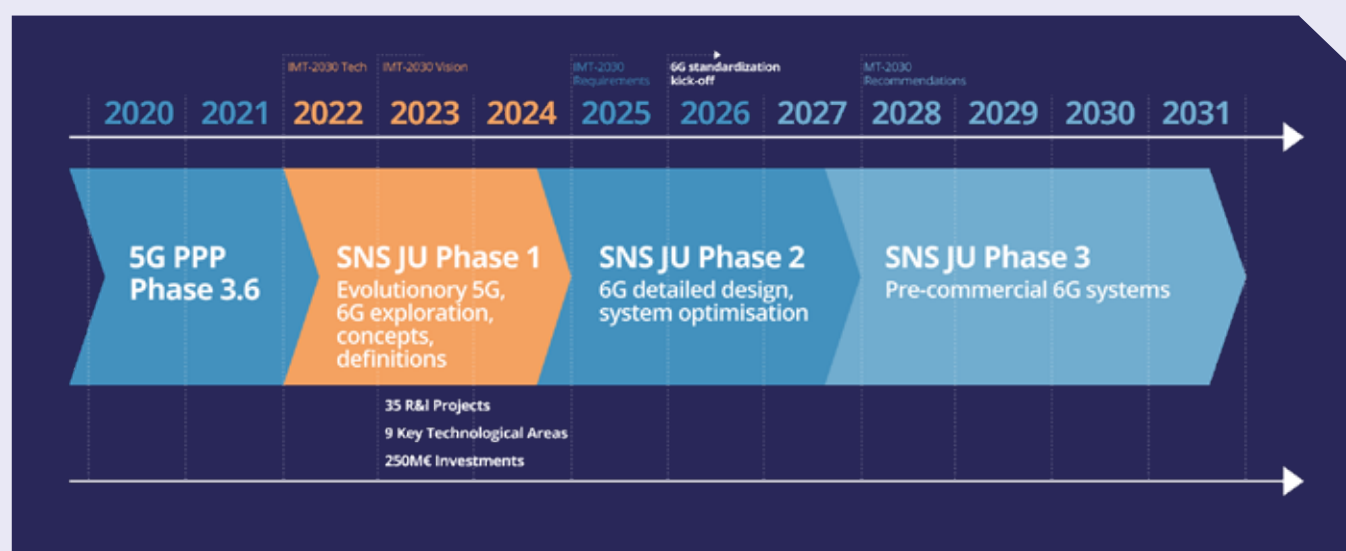 IMT-2030 Tech
IMT-2030 Vision
IMT-2030
Requirements
6G standardization
kick-off
MT-2030
Recommendations
2020
2021
2022
2023
2024
2025
2026
2027
2028
2029
2030
2031
5G PPP
Phase 3.6
SNS JU Phase 1
Evolutionory 5G,
6G exploration,
concepts,
definitions
SNS JU Phase 2
6G detailed design,
system optimisation
SNS JU Phase 3
Pre-commercial 6G systems
35 R&I Projects
9 Key Technological Areas
250M€ Investments